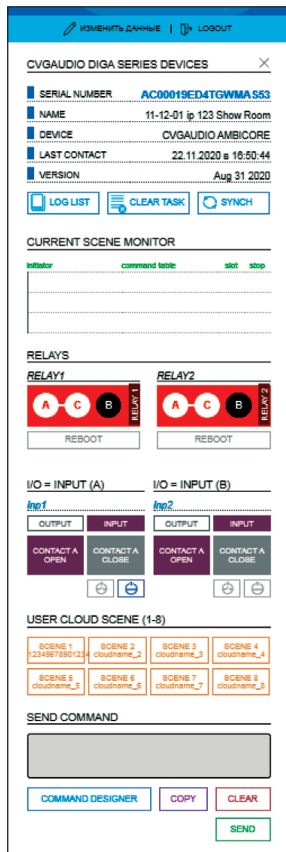 ИЗМЕНИТЬ ДАННЫЕ | LOGOUT
CVGAUDIO DIGA SERIES DEVICES
SERIAL NUMBER AC00019ED4TGWMAS53
NAME 11-12-01 ip 123 Show Room
DEVICE CVGAUDIO AMBICORE
LAST CONTACT 22.11.2020 в 16:50:44
VERSION Aug 31 2020
LOG LIST CLEAR TASK SYNCH
CURRENT SCENE MONITOR
initiator command table slot stop
RELAYS
RELAY1 RELAY2
A C B RELAY 1 A C B RELAY 2
REBOOT REBOOT
I/O = INPUT (A) I/O = INPUT (B)
Inp1 Inp2
OUTPUT INPUT OUTPUT INPUT
CONTACT A CONTACT A CONTACT A CONTACT A
OPEN CLOSE OPEN CLOSE
USER CLOUD SCENE (1-8)
SCENE 1 SCENE 2 SCENE 3 SCENE 4
12345678901234 cloudname_2 cloudname_3 cloudname_4
SCENE 5 SCENE 6 SCENE 7 SCENE 8
cloudname_5 cloudname_6 cloudname_7 cloudname_8
SEND COMMAND
COMMAND DESIGNER COPY CLEAR
SEND